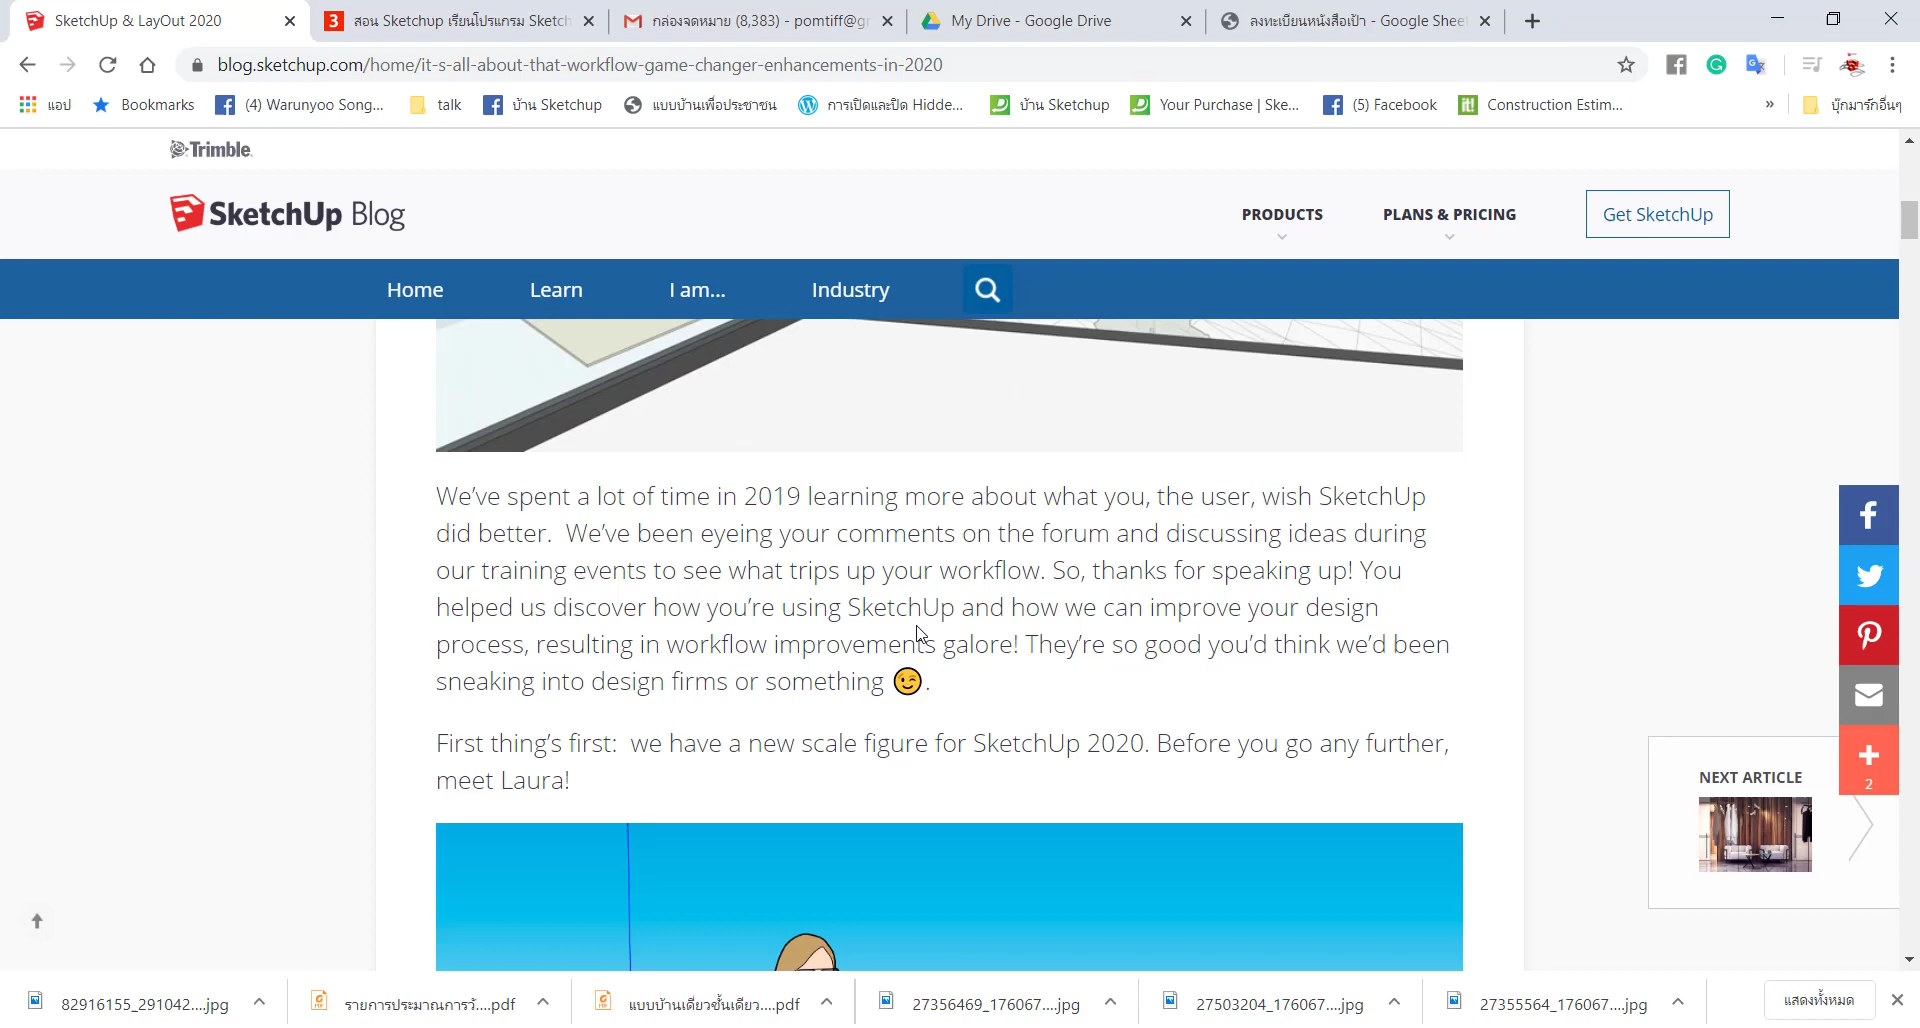 SketchUp & LayOut 2020
สอน Sketchup เรียนโปรแกรม Sketch
กล่องจดหมาย (8,383) - pomtiff@gr
My Drive - Google Drive
ลงทะเบียนหนังสือเป้า - Google Sheet
blog.sketchup.com/home/it-s-all-about-that-workflow-game-changer-enhancements-in-2020
แอป
Bookmarks
(4) Warunyoo Song...
talk
บ้าน Sketchup
แบบบ้านเพื่อประชาชน
การเปิดและปิด Hidde...
บ้าน Sketchup
Your Purchase | Ske...
(5) Facebook
Construction Estim...
»
บุ๊กมาร์กอื่นๆ
Trimble.
SketchUp Blog
PRODUCTS
PLANS & PRICING
Get SketchUp
Home
Learn
I am...
Industry
We've spent a lot of time in 2019 learning more about what you, the user, wish SketchUp
did better.  We've been eyeing your comments on the forum and discussing ideas during
our training events to see what trips up your workflow. So, thanks for speaking up! You
helped us discover how you're using SketchUp and how we can improve your design
process, resulting in workflow improvements galore! They're so good you'd think we'd been
sneaking into design firms or something 😉.
First thing's first:  we have a new scale figure for SketchUp 2020. Before you go any further,
meet Laura!
2
NEXT ARTICLE
82916155_291042....jpg
รายการประมาณการวั....pdf
แบบบ้านเดี่ยวชั้นเดียว....pdf
27356469_176067....jpg
27503204_176067....jpg
27355564_176067....jpg
แสดงทั้งหมด